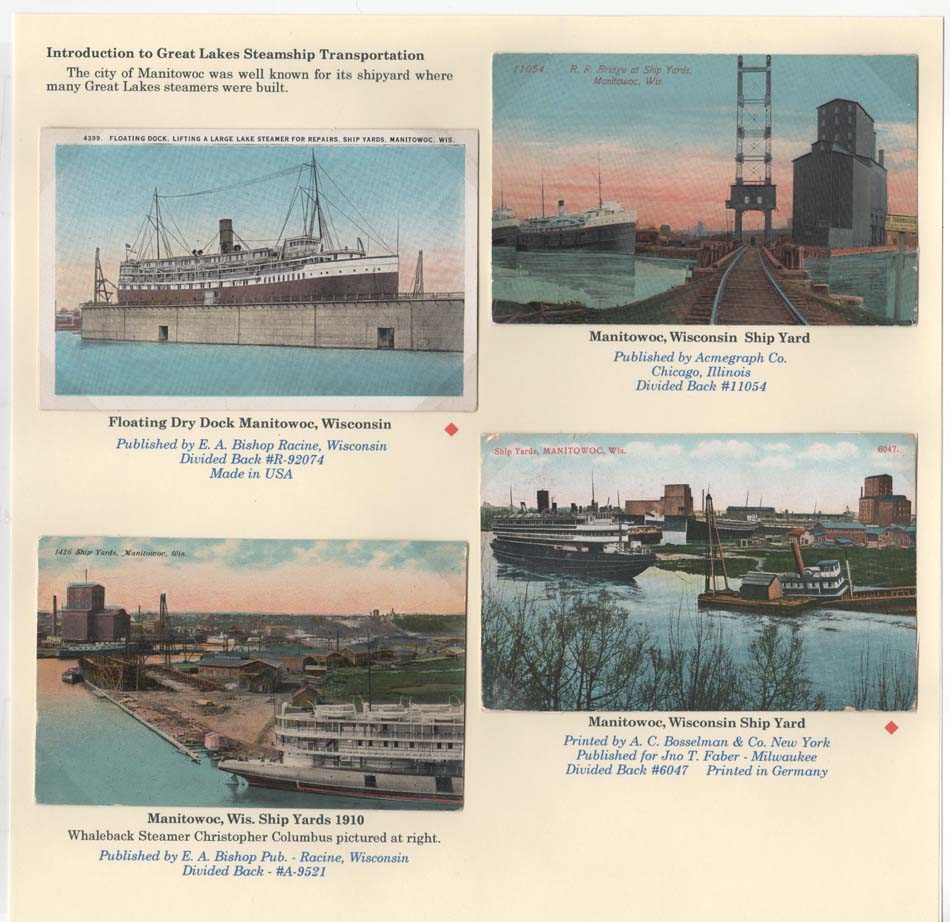 Introduction to Great Lakes Steamship Transportation
The city of Manitowoc was well known for its shipyard where
many Great Lakes steamers were built.
4399. FLOATING DOCK, LIFTING A LARGE LAKE STEAMER FOR REPAIRS, SHIP YARDS, MANITOWOC, WIS.
Floating Dry Dock Manitowoc, Wisconsin
Published by E. A. Bishop Racine, Wisconsin
Divided Back #R-92074
Made in USA
1426 Ship Yards, Manitowoc, Wis.
Manitowoc, Wis. Ship Yards 1910
Whaleback Steamer Christopher Columbus pictured at right.
Published by E. A. Bishop Pub. - Racine, Wisconsin
Divided Back - #A-9521
11054 R. R. Bridge at Ship Yards,
Manitowoc, Wis.
Manitowoc, Wisconsin Ship Yard
Published by Acmegraph Co.
Chicago, Illinois
Divided Back #11054
Ship Yards, MANITOWOC, Wis. 6047.
Manitowoc, Wisconsin Ship Yard
Printed by A. C. Bosselman & Co. New York
Published for Jno T. Faber - Milwaukee
Divided Back #6047 Printed in Germany